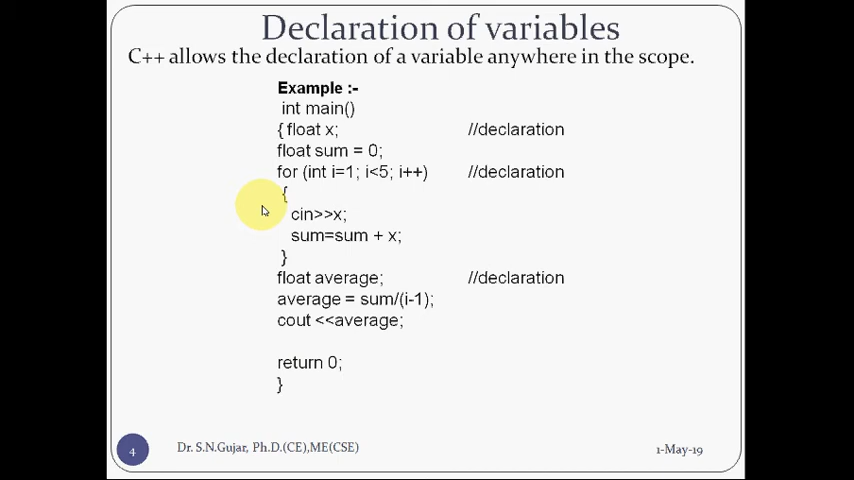 Declaration of variables
C++ allows the declaration of a variable anywhere in the scope.
Example :-
int main()
{ float x; //declaration
float sum = 0;
for (int i=1; i<5; i++) //declaration
{
cin>>x;
sum=sum + x;
}
float average; //declaration
average = sum/(i-1);
cout <<average;
return 0;
}
4 Dr. S.N.Gujar, Ph.D.(CE),ME(CSE) 1-May-19